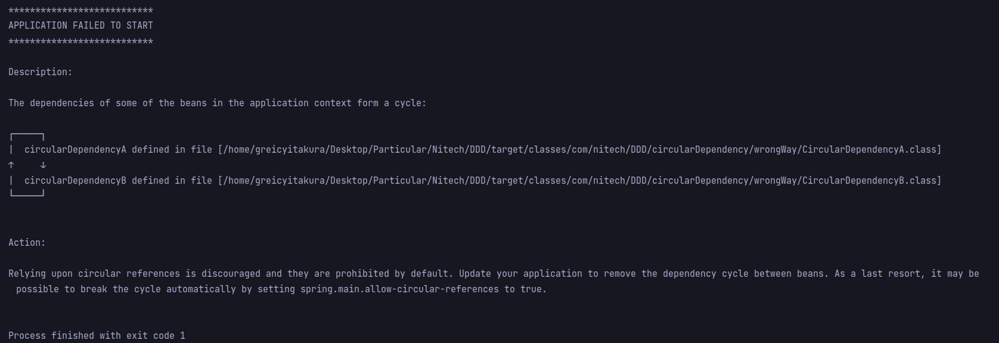 ***************************
APPLICATION FAILED TO START
***************************
Description:
The dependencies of some of the beans in the application context form a cycle:
┌─────┐
|  circularDependencyA defined in file [/home/greicyitakura/Desktop/Particular/Nitech/DDD/target/classes/com/nitech/DDD/circularDependency/wrongWay/CircularDependencyA.class]
↑     ↓
|  circularDependencyB defined in file [/home/greicyitakura/Desktop/Particular/Nitech/DDD/target/classes/com/nitech/DDD/circularDependency/wrongWay/CircularDependencyB.class]
└─────┘
Action:
Relying upon circular references is discouraged and they are prohibited by default. Update your application to remove the dependency cycle between beans. As a last resort, it may be
possible to break the cycle automatically by setting spring.main.allow-circular-references to true.
Process finished with exit code 1